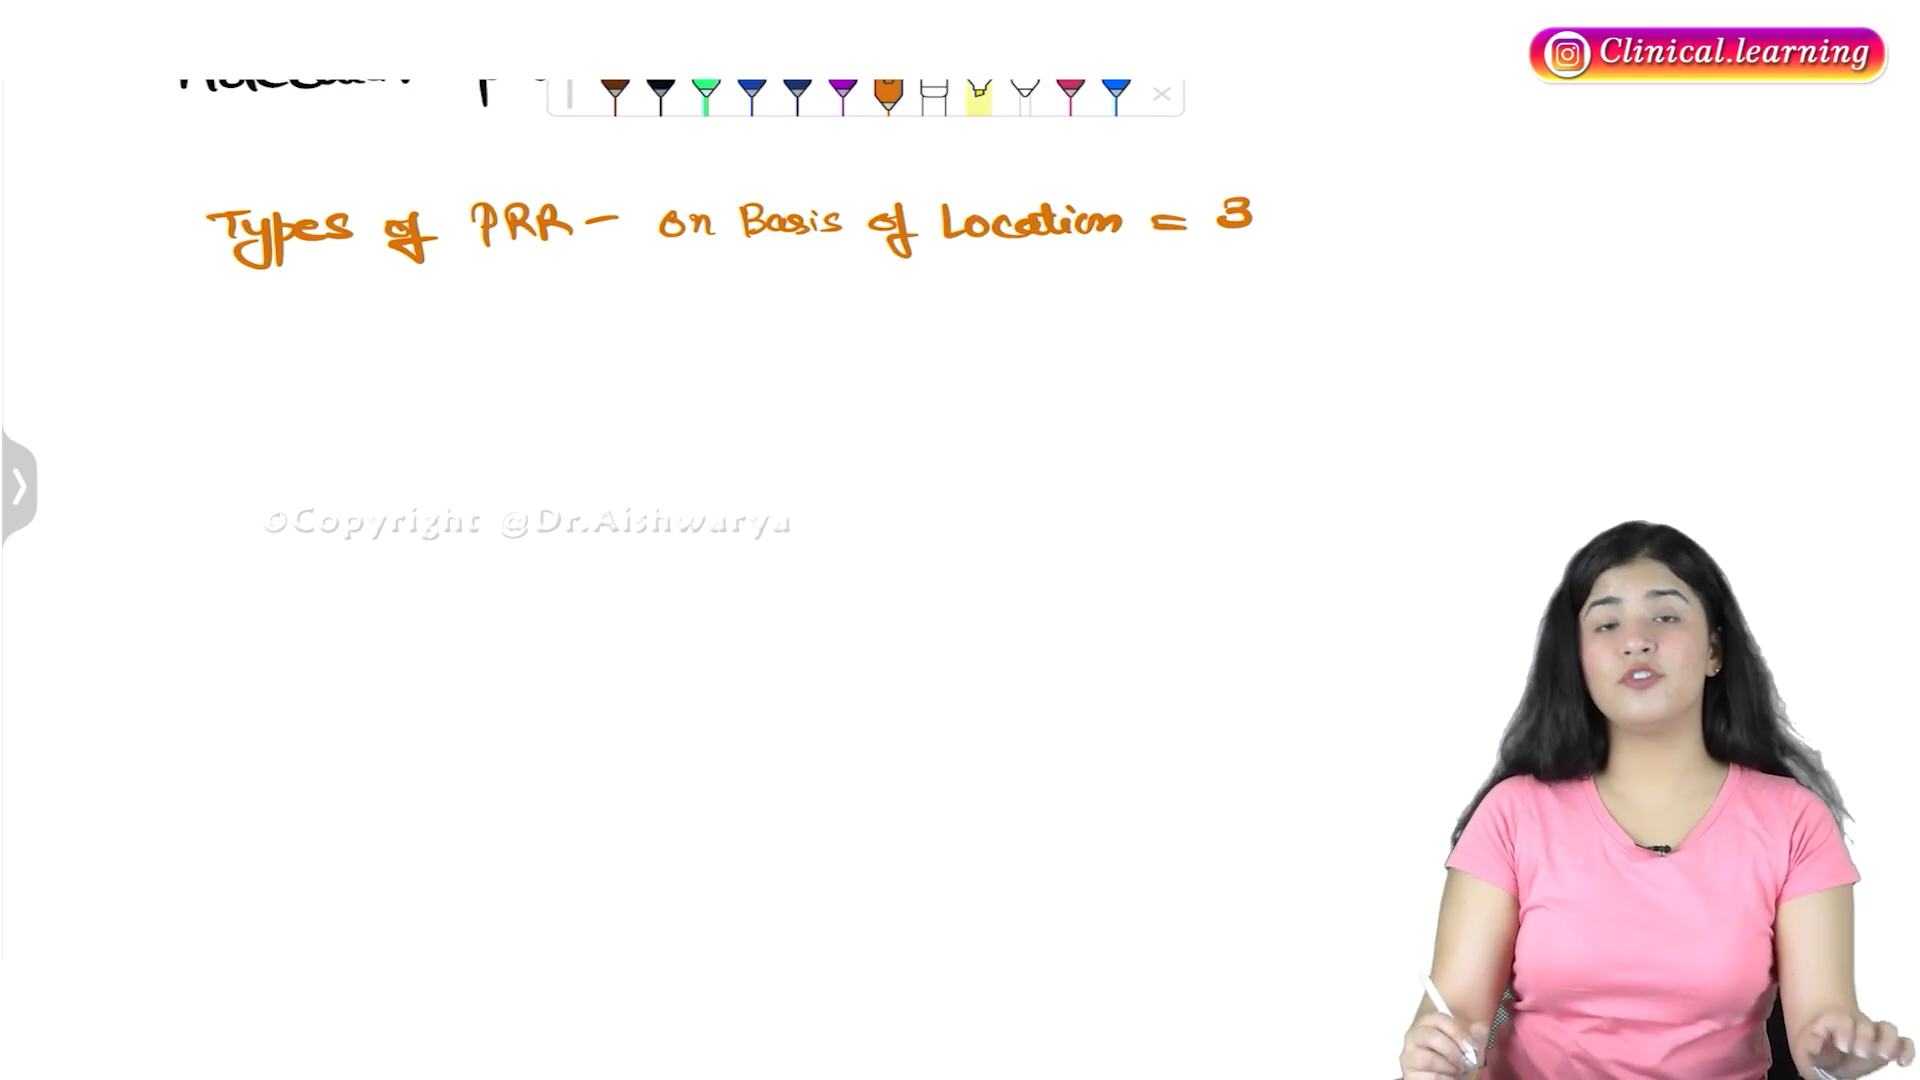 Clinical.learning
Types of PRR - on Basis of Location = 3
©Copyright @Dr.Aishwarya